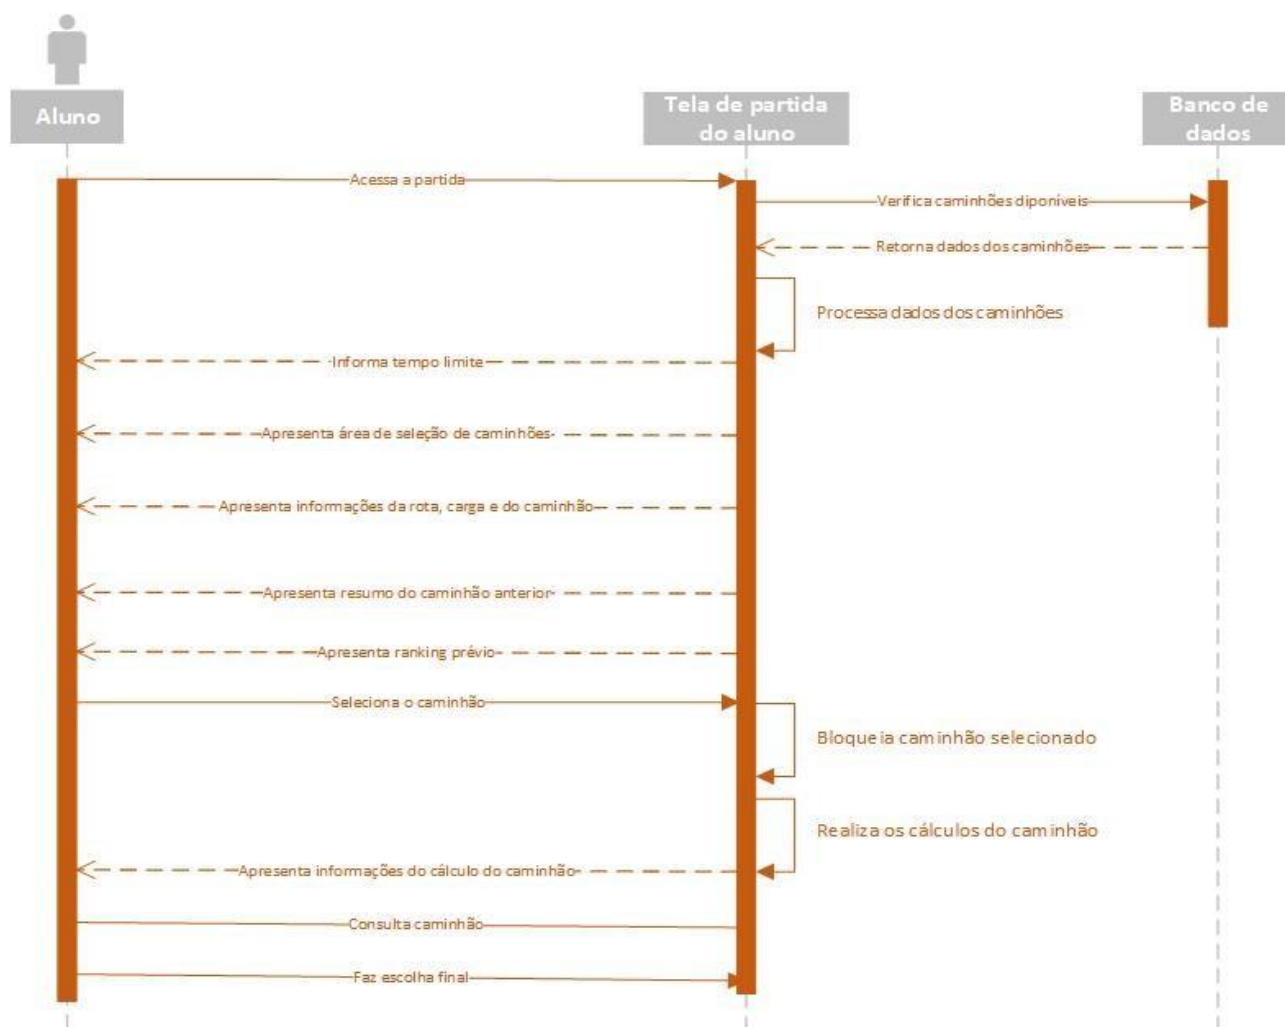 Aluno
Tela de partida
do aluno
Banco de
dados
Acessa a partida
Verifica caminhões diponíveis
Retorna dados dos caminhões
Processa dados dos caminhões
Informa tempo limite
Apresenta área de seleção de caminhões
Apresenta informações da rota, carga e do caminhão
Apresenta resumo do caminhão anterior
Apresenta ranking prévio
Seleciona o caminhão
Bloqueia caminhão selecionado
Realiza os cálculos do caminhão
Apresenta informações do cálculo do caminhão
Consulta caminhão
Faz escolha final